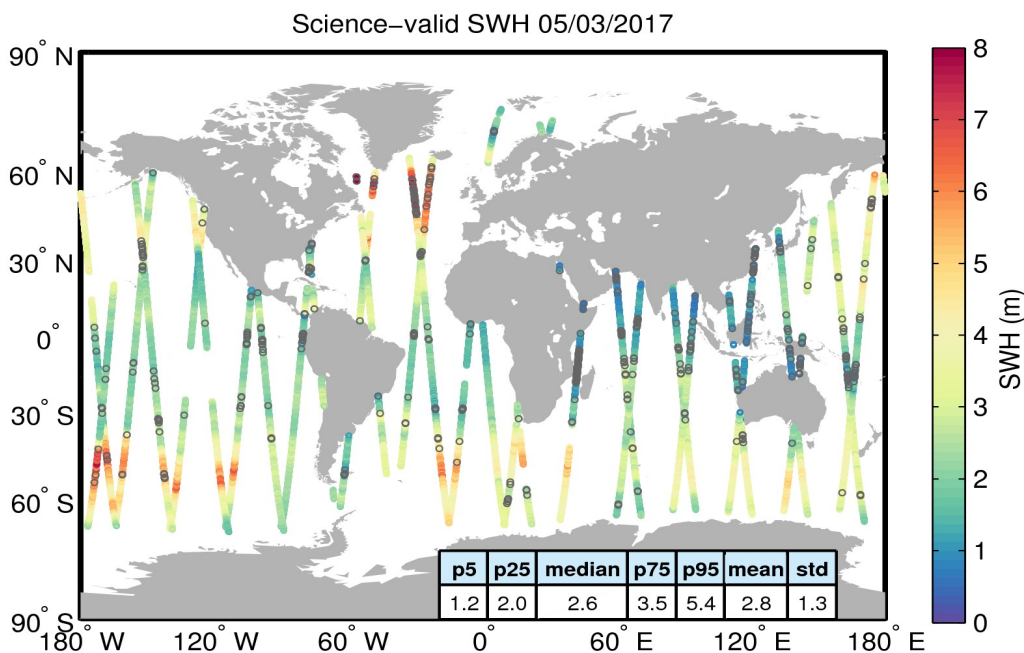 Science−valid SWH 05/03/2017
90° N
60° N
30° N
0°
30° S
60° S
90° S
180° W
120° W
60° W
0°
60° E
120° E
180° E
8
7
6
5
4
3
2
1
0
SWH (m)
p5 p25 median p75 p95 mean std
1.2 2.0 2.6 3.5 5.4 2.8 1.3